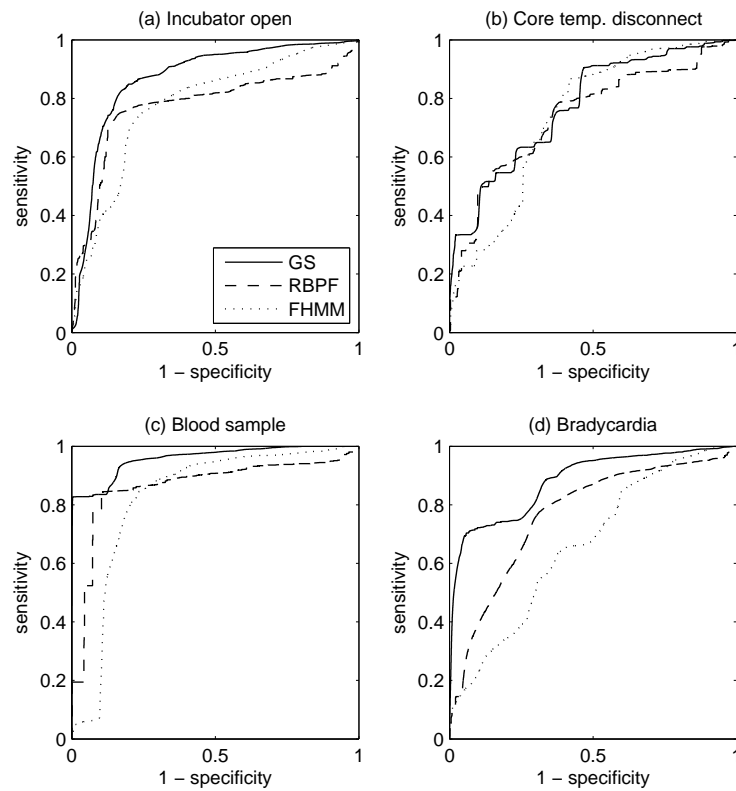 (a) Incubator open
1
0.8
0.6
0.4
0.2
0
sensitivity
0
0.5
1
1 − specificity
GS
RBPF
FHMM
(b) Core temp. disconnect
1
0.8
0.6
0.4
0.2
0
sensitivity
0
0.5
1
1 − specificity
(c) Blood sample
1
0.8
0.6
0.4
0.2
0
sensitivity
0
0.5
1
1 − specificity
(d) Bradycardia
1
0.8
0.6
0.4
0.2
0
sensitivity
0
0.5
1
1 − specificity